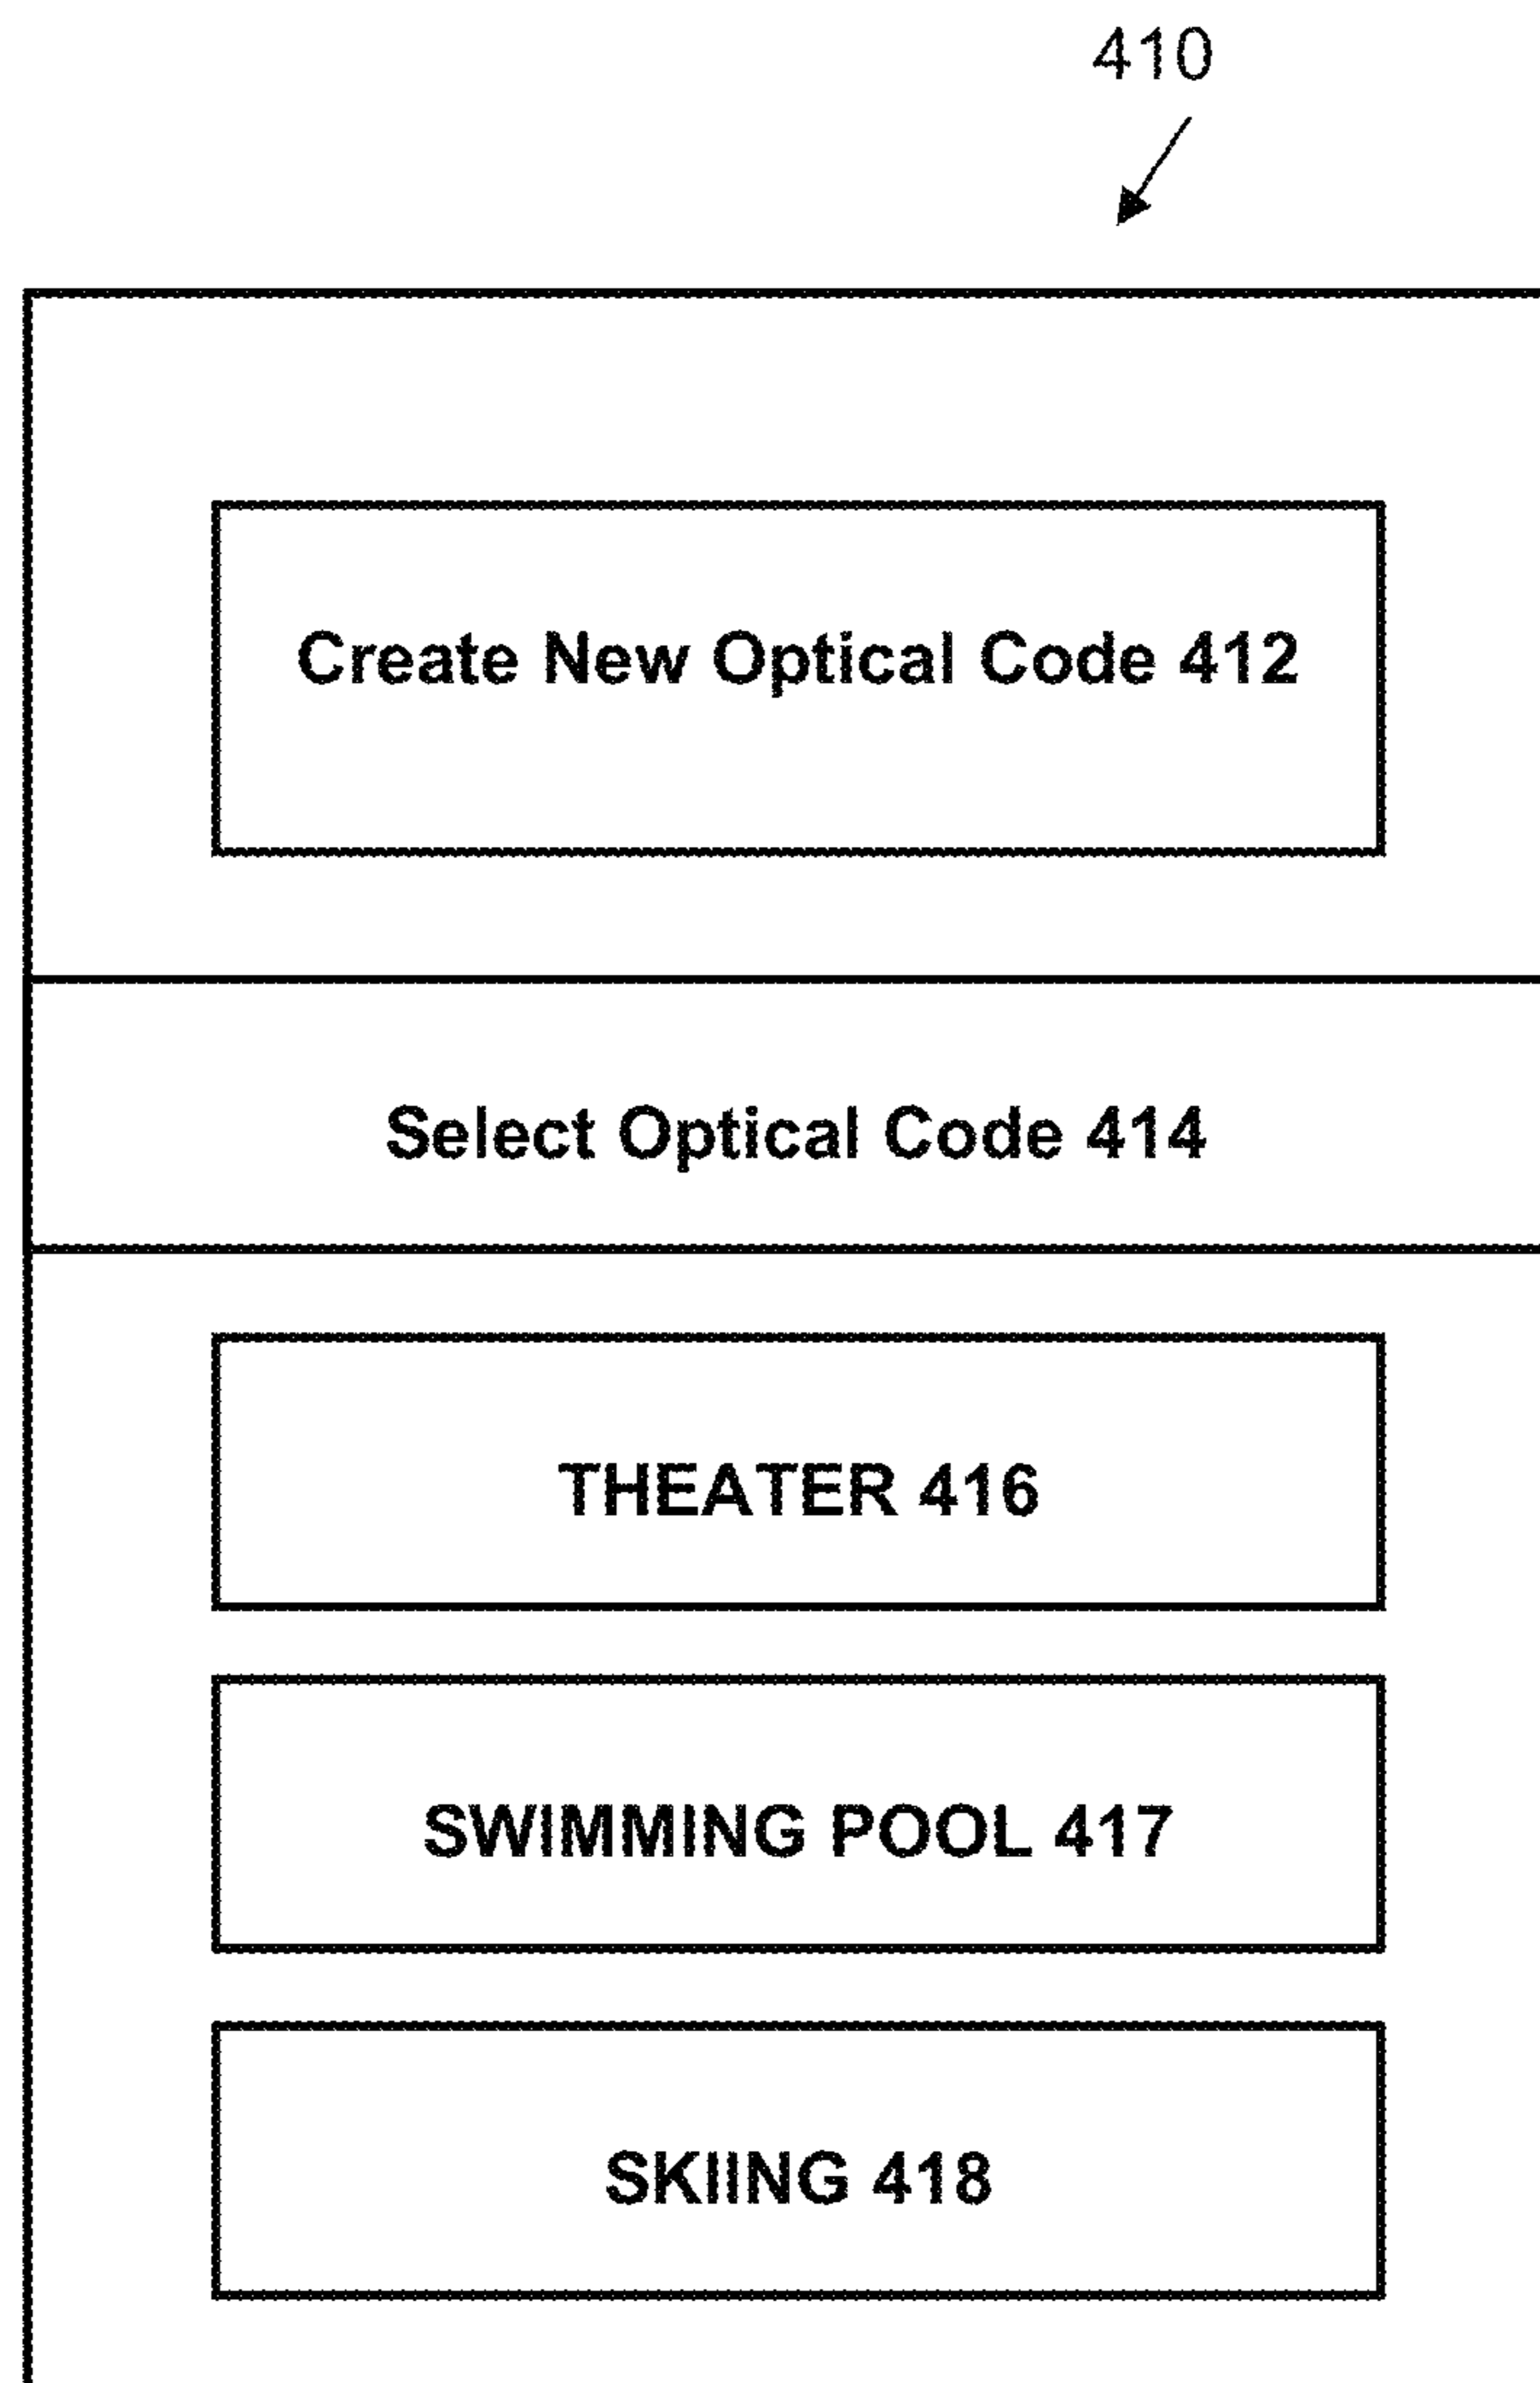 410
Create New Optical Code 412
Select Optical Code 414
THEATER 416
SWIMMING POOL 417
SKIING 418